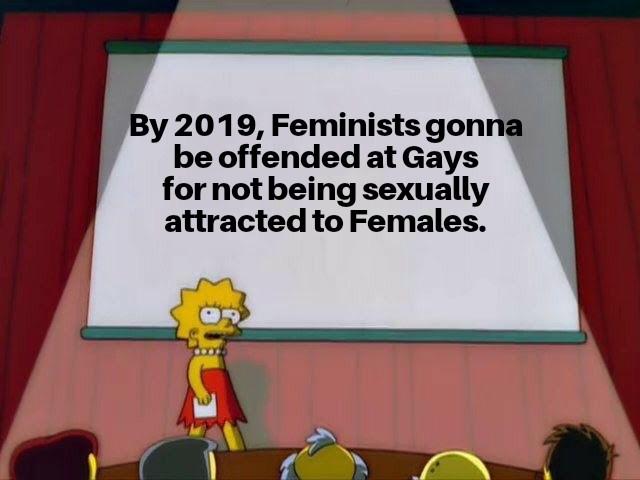 By 2019, Feminists gonna
be offended at Gays
for not being sexually
attracted to Females.